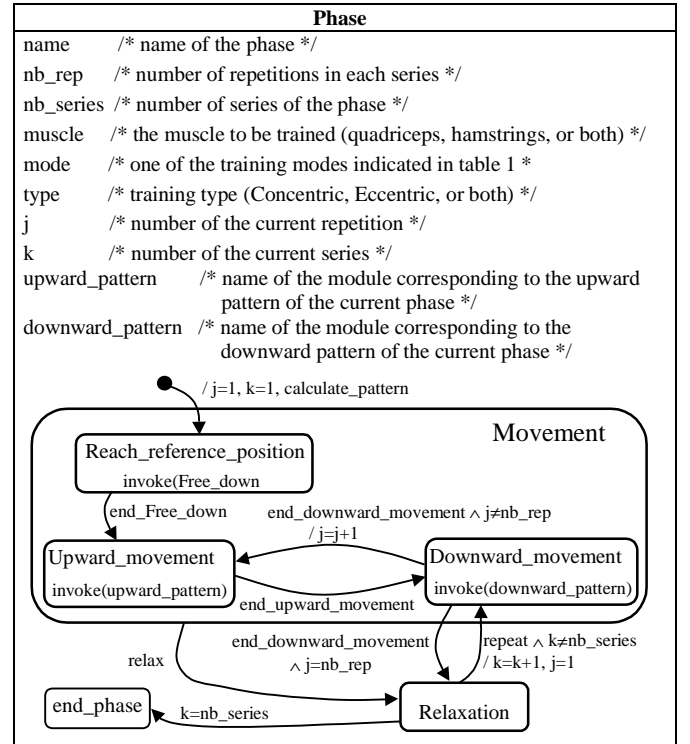 Phase
name /* name of the phase */
nb_rep /* number of repetitions in each series */
nb_series /* number of series of the phase */
muscle /* the muscle to be trained (quadriceps, hamstrings, or both) */
mode /* one of the training modes indicated in table 1 *
type /* training type (Concentric, Eccentric, or both) */
j /* number of the current repetition */
k /* number of the current series */
upward_pattern /* name of the module corresponding to the upward
pattern of the current phase */
downward_pattern /* name of the module corresponding to the
downward pattern of the current phase */
/ j=1, k=1, calculate_pattern
Movement
Reach_reference_position
invoke(Free_down
end_Free_down
end_downward_movement ∧ j≠nb_rep
/ j=j+1
Upward_movement
invoke(upward_pattern)
Downward_movement
invoke(downward_pattern)
end_upward_movement
relax
end_downward_movement
∧ j=nb_rep
repeat ∧ k≠nb_series
/ k=k+1, j=1
end_phase
k=nb_series
Relaxation